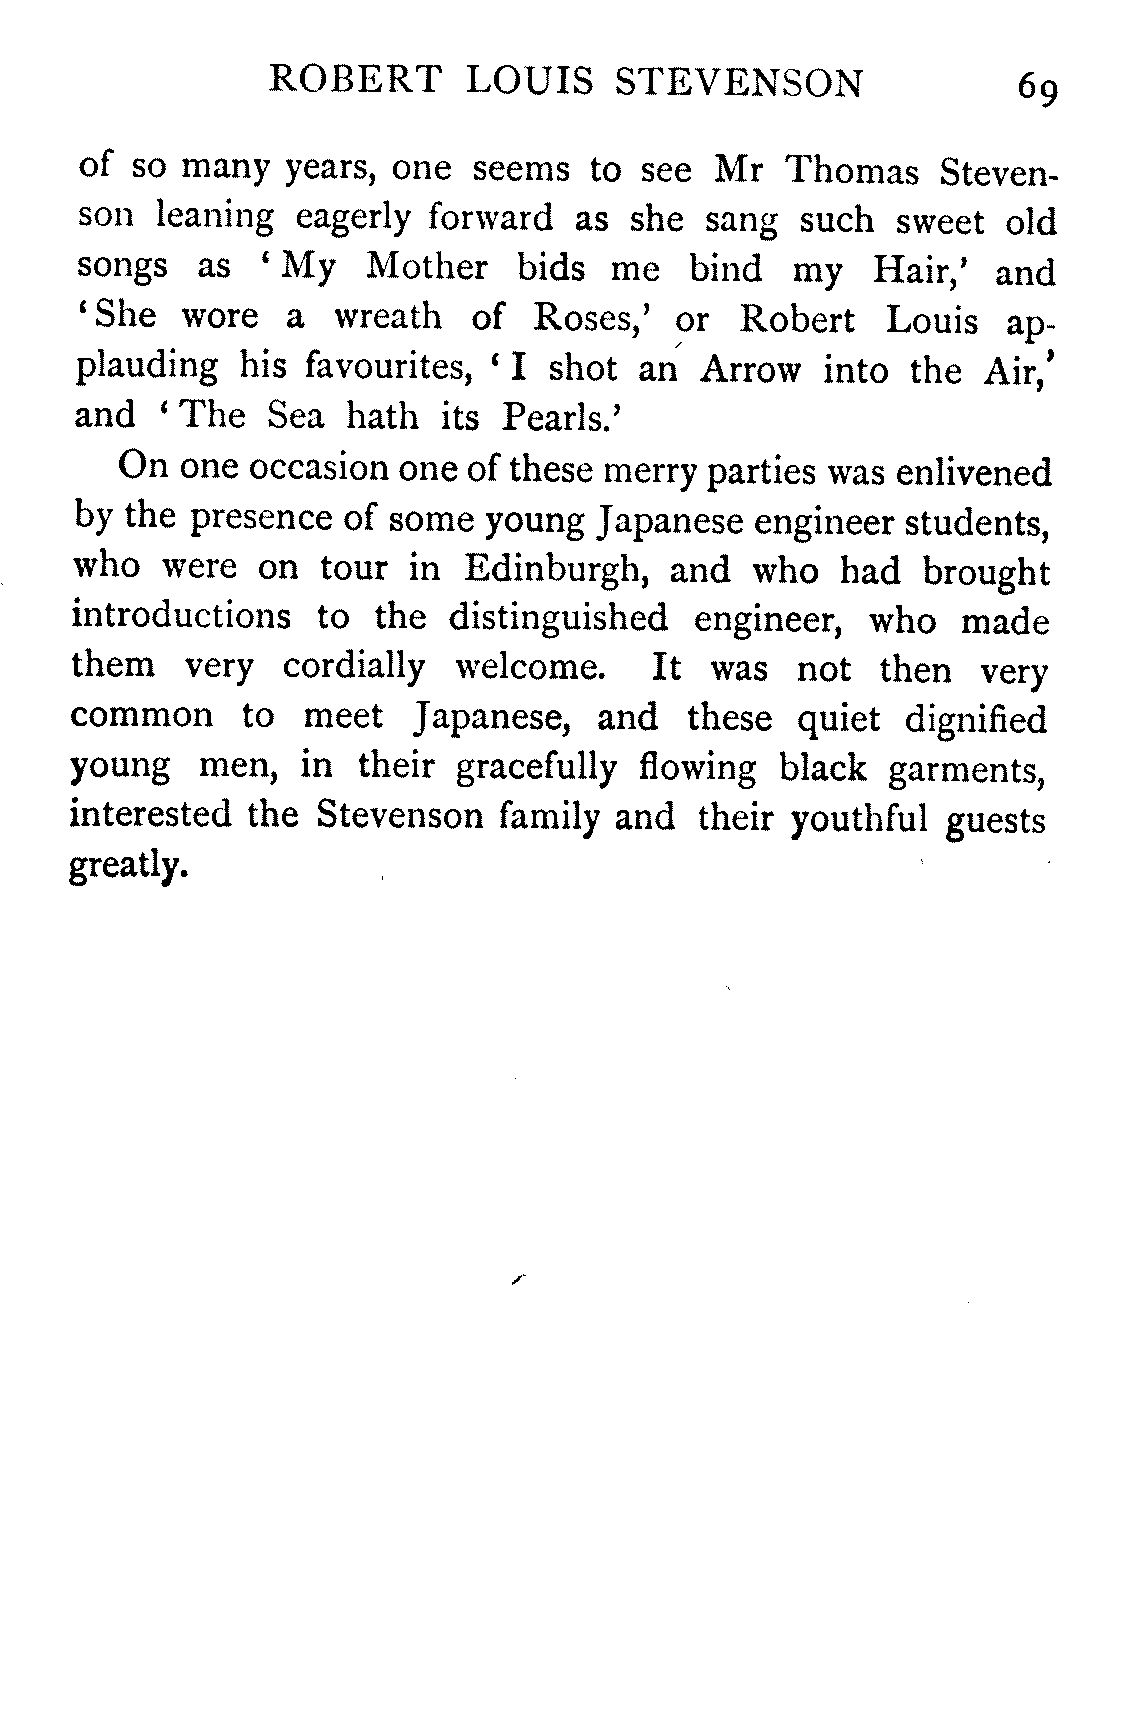 ROBERT LOUIS STEVENSON 69
of so many years, one seems to see Mr Thomas Steven-
son leaning eagerly forward as she sang such sweet old
songs as ‘ My Mother bids me bind my Hair,’ and
‘ She wore a wreath of Roses,’ or Robert Louis ap-
plauding his favourites, ‘ I shot an Arrow into the Air,’
and ‘ The Sea hath its Pearls.’
On one occasion one of these merry parties was enlivened
by the presence of some young Japanese engineer students,
who were on tour in Edinburgh, and who had brought
introductions to the distinguished engineer, who made
them very cordially welcome. It was not then very
common to meet Japanese, and these quiet dignified
young men, in their gracefully flowing black garments,
interested the Stevenson family and their youthful guests
greatly.